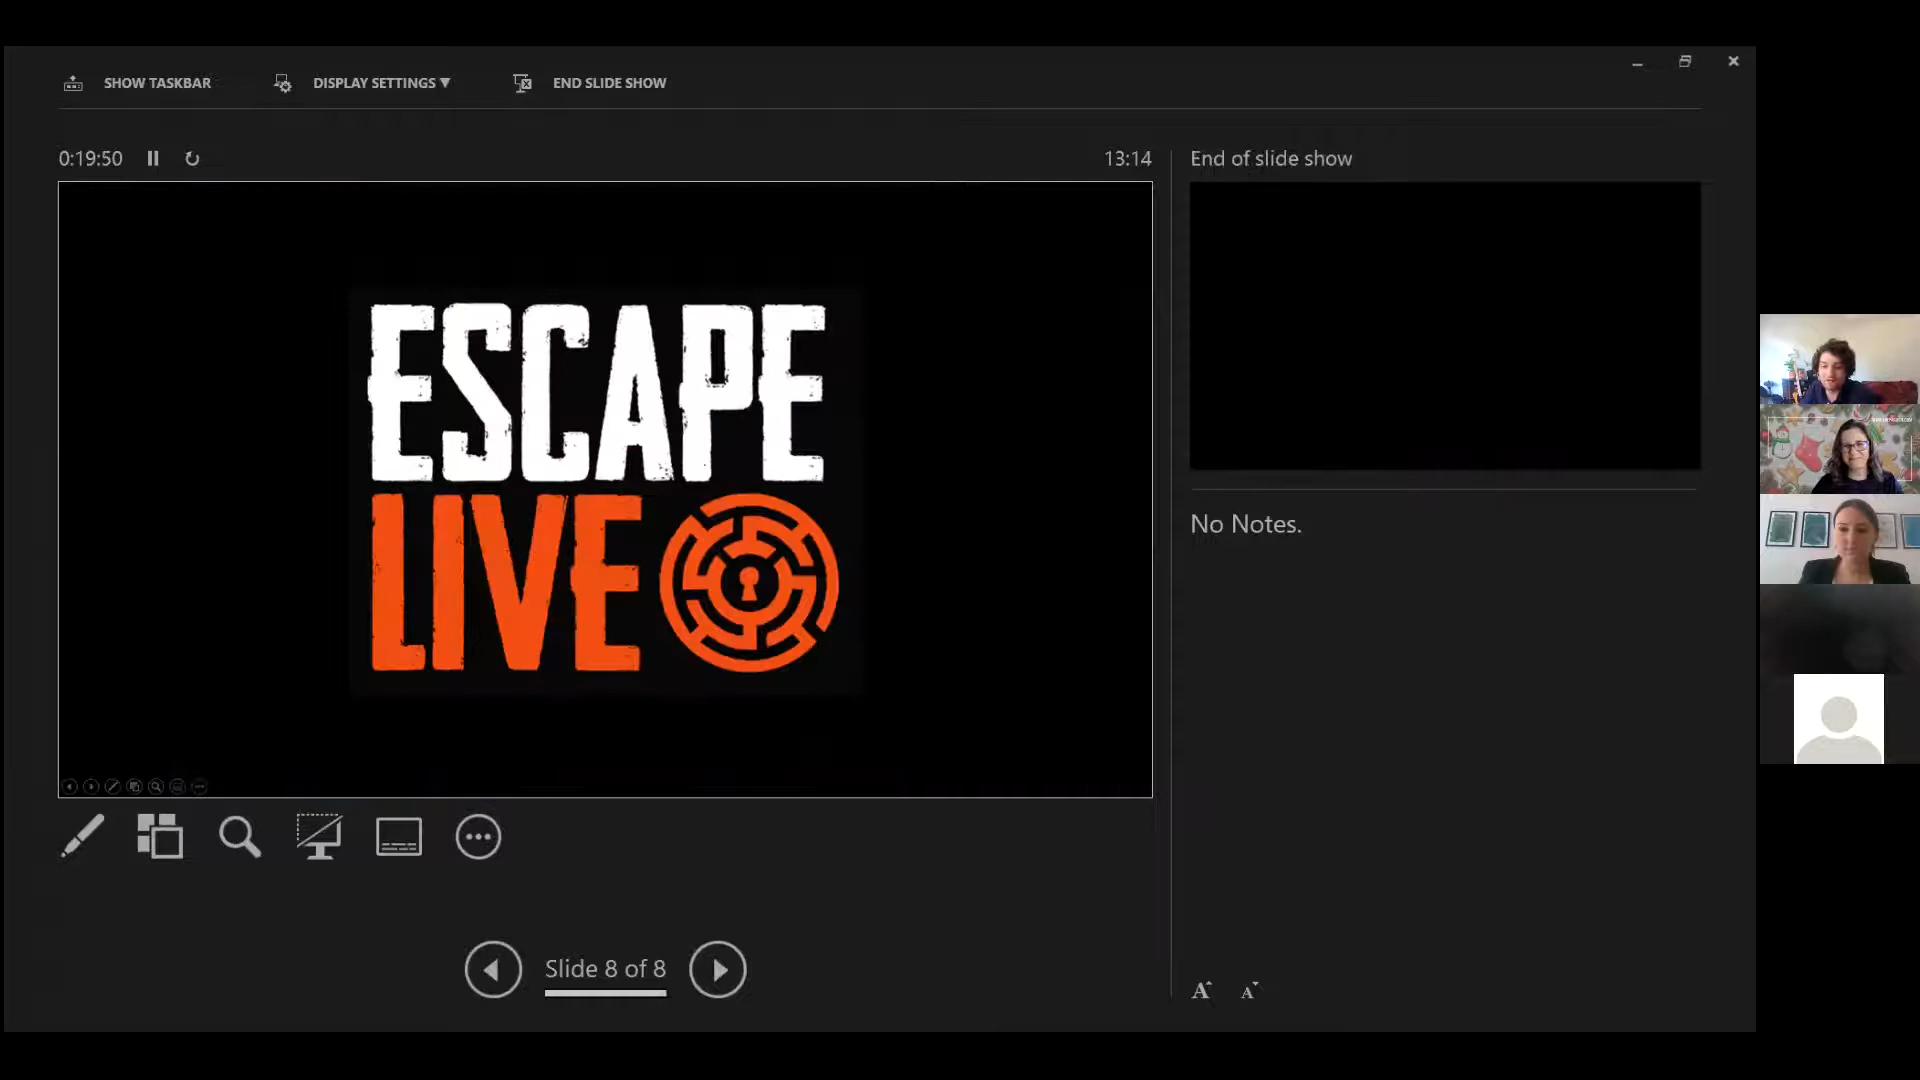 SHOW TASKBAR
DISPLAY SETTINGS ▼
END SLIDE SHOW
0:19:50
13:14
End of slide show
ESCAPE
LIVE
No Notes.
Slide 8 of 8
A A